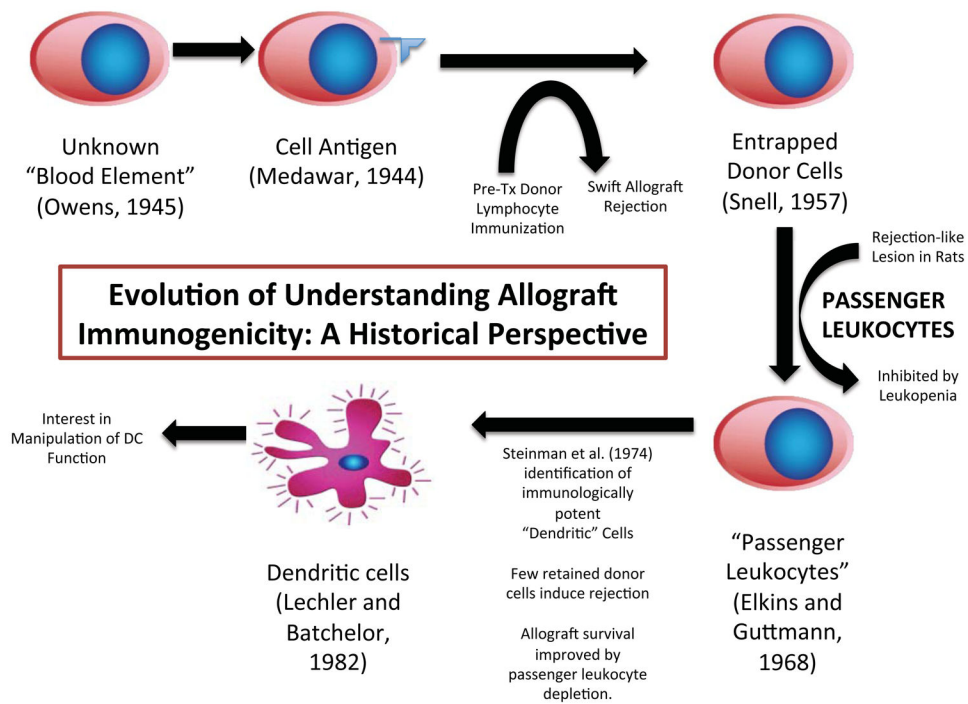 Unknown
“Blood Element”
(Owens, 1945)
Cell Antigen
(Medawar, 1944)
Pre-Tx Donor
Lymphocyte
Immunization
Swift Allograft
Rejection
Entrapped
Donor Cells
(Snell, 1957)
Evolution of Understanding Allograft
Immunogenicity: A Historical Perspective
Rejection-like
Lesion in Rats
PASSENGER
LEUKOCYTES
Inhibited by
Leukopenia
“Passenger
Leukocytes”
(Elkins and
Guttmann,
1968)
Steinman et al. (1974)
identification of
immunologically
potent
“Dendritic” Cells
Few retained donor
cells induce rejection
Allograft survival
improved by
passenger leukocyte
depletion.
Dendritic cells
(Lechler and
Batchelor,
1982)
Interest in
Manipulation of DC
Function